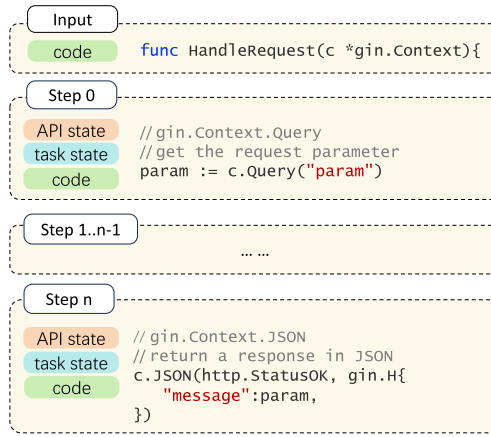 Input
code func HandleRequest(c *gin.Context){
Step 0
API state //gin.Context.Query
task state //get the request parameter
code param := c.Query("param")
Step 1..n-1
... ...
Step n
API state //gin.Context.JSON
task state //return a response in JSON
code c.JSON(http.StatusOK, gin.H{
"message":param,
})